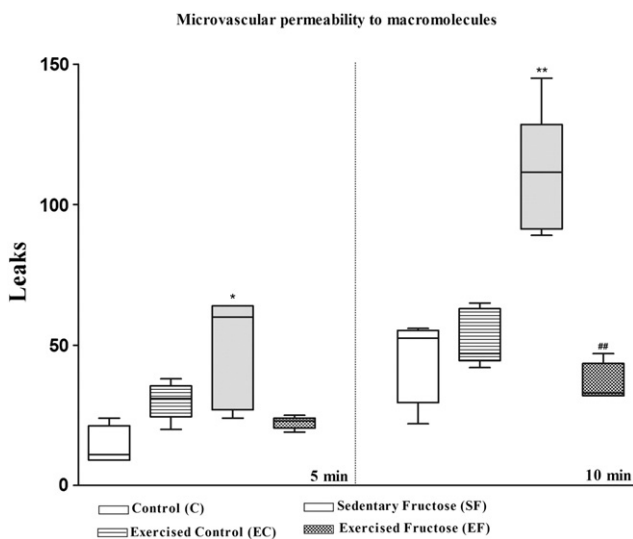 Microvascular permeability to macromolecules
150
**
100
Leaks
*
50
##
0
5 min
10 min
Control (C)
Sedentary Fructose (SF)
Exercised Control (EC)
Exercised Fructose (EF)